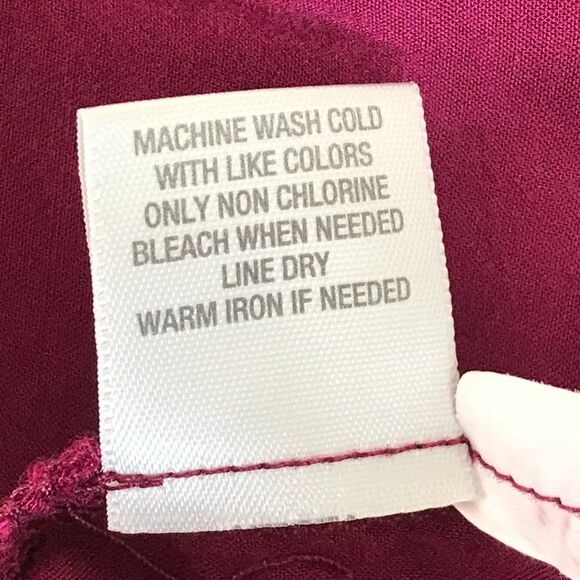 MACHINE WASH COLD
WITH LIKE COLORS
ONLY NON CHLORINE
BLEACH WHEN NEEDED
LINE DRY
WARM IRON IF NEEDED